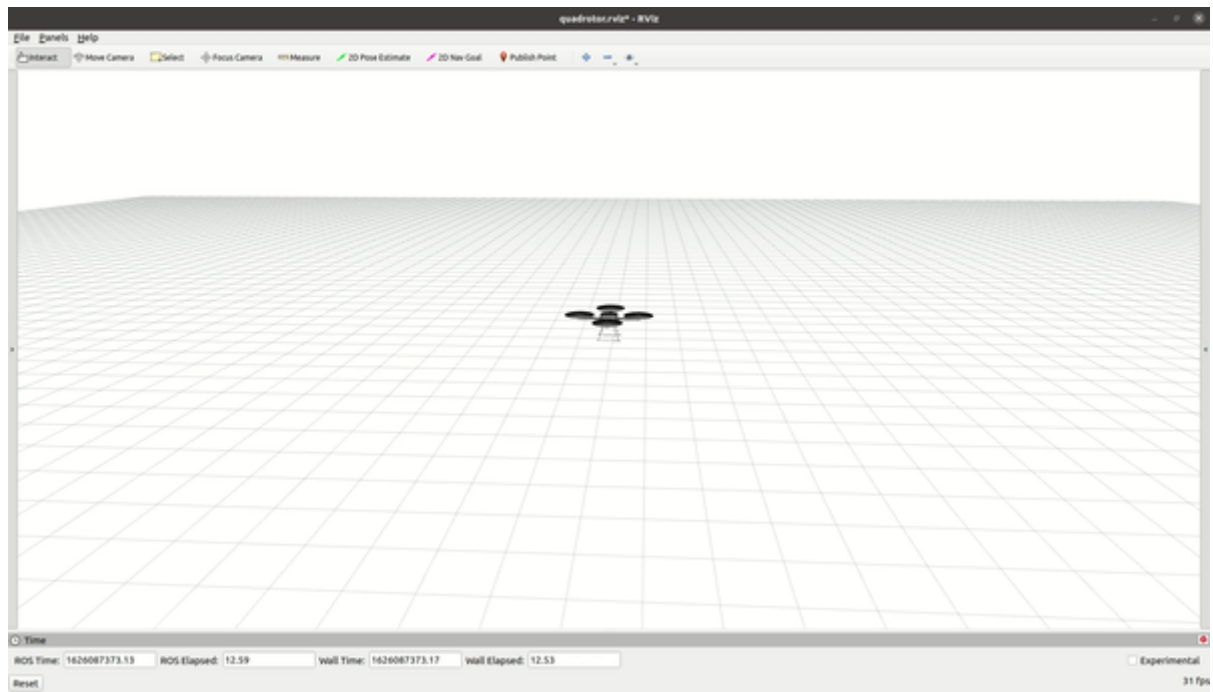 quadrotor.rviz* - RViz
File Panels Help
Interact Move Camera Select Focus Camera Measure 2D Pose Estimate 2D Nav Goal Publish Point
Time
ROS Time: 1626087373.13 ROS Elapsed: 12.59 Wall Time: 1626087373.17 Wall Elapsed: 12.53 Experimental
Reset 31 fps